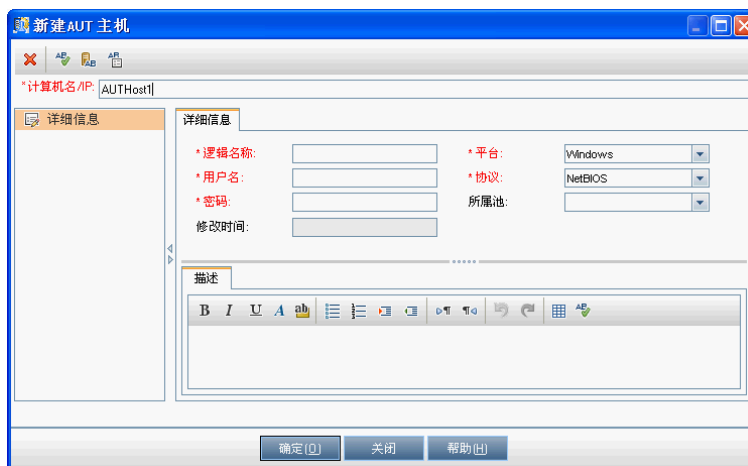 新建AUT 主机
*计算机名/IP: AUTHost1
详细信息
详细信息
*逻辑名称: *平台: Windows
*用户名: *协议: NetBIOS
*密码: 所属池:
修改时间:
描述
B I U A ab
确定(O) 关闭 帮助(H)